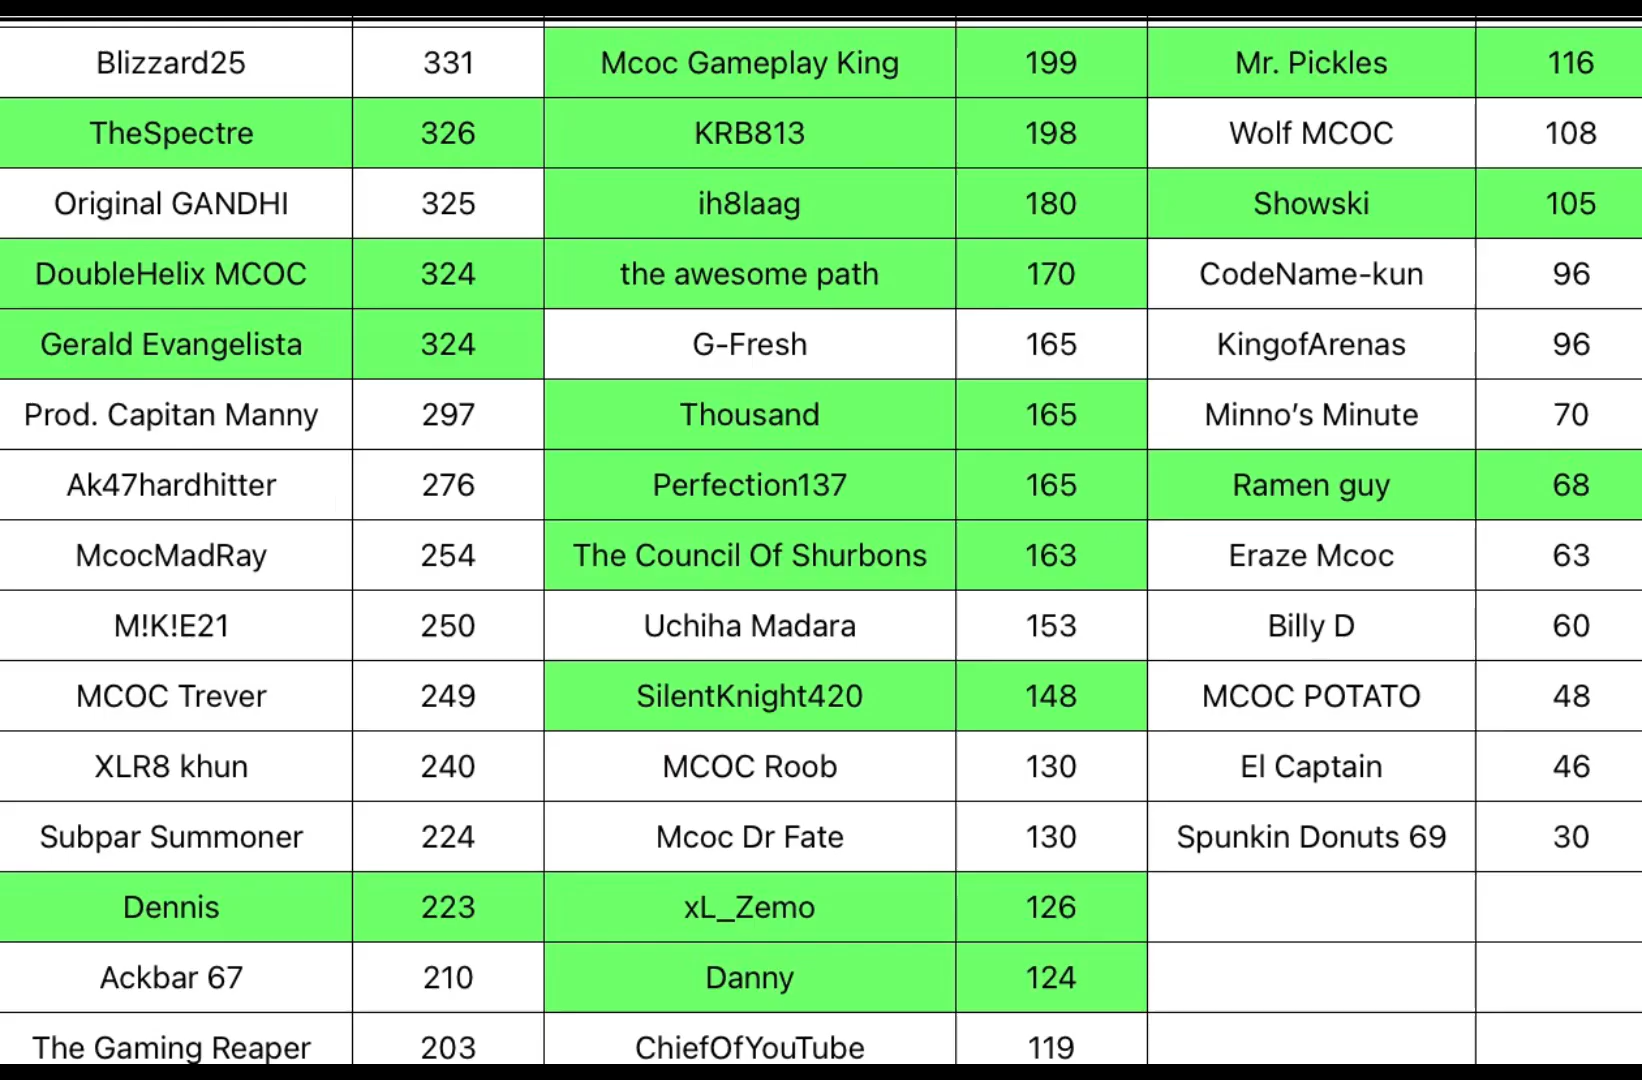 Blizzard25 331 Mcoc Gameplay King 199 Mr. Pickles 116
TheSpectre 326 KRB813 198 Wolf MCOC 108
Original GANDHI 325 ih8laag 180 Showski 105
DoubleHelix MCOC 324 the awesome path 170 CodeName-kun 96
Gerald Evangelista 324 G-Fresh 165 KingofArenas 96
Prod. Capitan Manny 297 Thousand 165 Minno’s Minute 70
Ak47hardhitter 276 Perfection137 165 Ramen guy 68
McocMadRay 254 The Council Of Shurbons 163 Eraze Mcoc 63
M!K!E21 250 Uchiha Madara 153 Billy D 60
MCOC Trever 249 SilentKnight420 148 MCOC POTATO 48
XLR8 khun 240 MCOC Roob 130 El Captain 46
Subpar Summoner 224 Mcoc Dr Fate 130 Spunkin Donuts 69 30
Dennis 223 xL_Zemo 126
Ackbar 67 210 Danny 124
The Gaming Reaper 203 ChiefOfYouTube 119